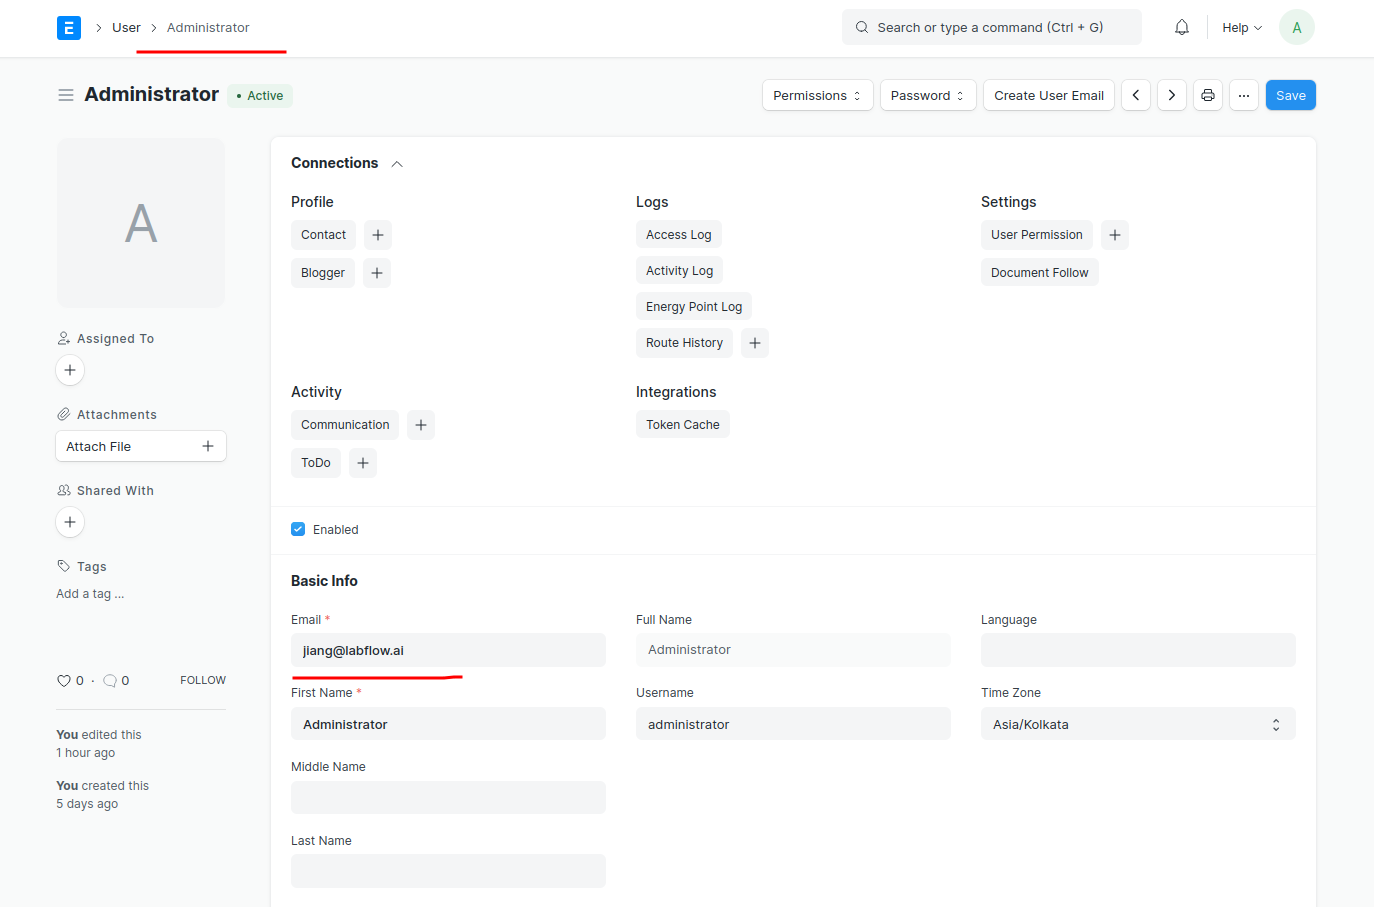 E > User > Administrator
Search or type a command (Ctrl + G)
Help
A
Administrator
Active
Permissions
Password
Create User Email
...
Save
A
Assigned To
Attachments
Attach File
Shared With
Tags
Add a tag ...
0 · 0 FOLLOW
You edited this
1 hour ago
You created this
5 days ago
Connections
Profile
Contact
Blogger
Logs
Access Log
Activity Log
Energy Point Log
Route History
Settings
User Permission
Document Follow
Activity
Communication
ToDo
Integrations
Token Cache
Enabled
Basic Info
Email *
jiang@labflow.ai
Full Name
Administrator
Language
First Name *
Administrator
Username
administrator
Time Zone
Asia/Kolkata
Middle Name
Last Name